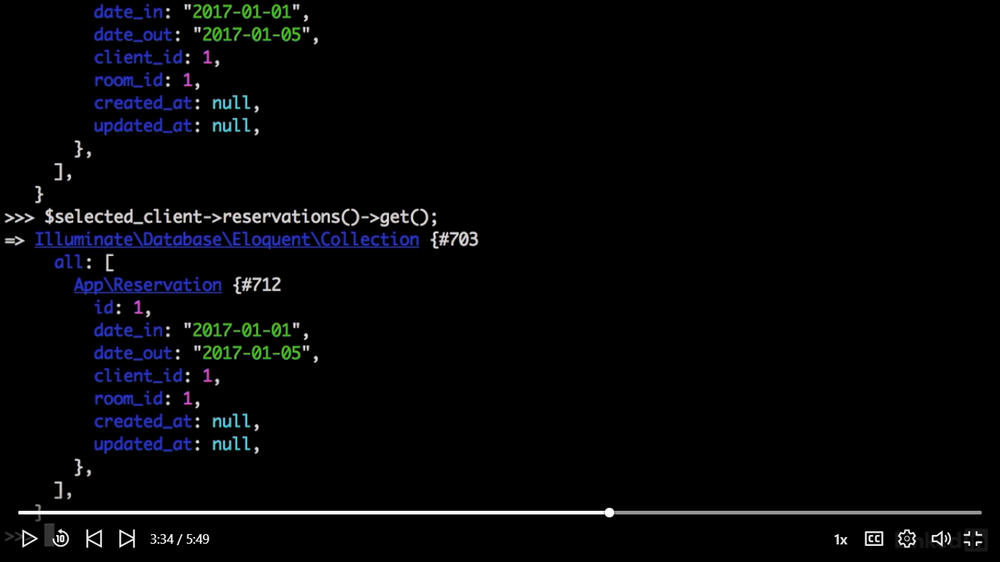 date_in: "2017-01-01",
date_out: "2017-01-05",
client_id: 1,
room_id: 1,
created_at: null,
updated_at: null,
},
],
}
>>> $selected_client->reservations()->get();
=> Illuminate\Database\Eloquent\Collection {#703
all: [
App\Reservation {#712
id: 1,
date_in: "2017-01-01",
date_out: "2017-01-05",
client_id: 1,
room_id: 1,
created_at: null,
updated_at: null,
},
],
}
>>
10 3:34 / 5:49 1x CC